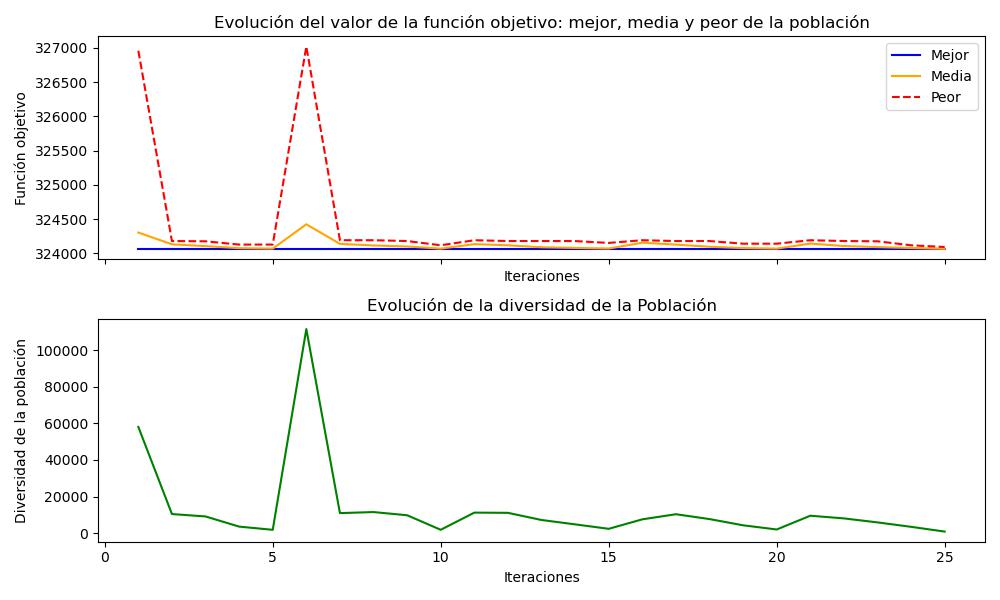 Evolución del valor de la función objetivo: mejor, media y peor de la población
Función objetivo
327000
326500
326000
325500
325000
324500
324000
Mejor
Media
Peor
Iteraciones
Evolución de la diversidad de la Población
Diversidad de la población
100000
80000
60000
40000
20000
0
0 5 10 15 20 25
Iteraciones